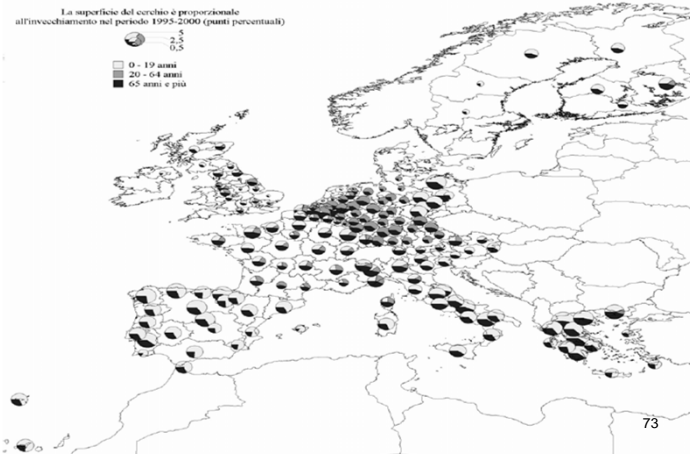 La superficie del cerchio è proporzionale
all'invecchiamento nel periodo 1995-2000 (punti percentuali)
5
2,5
0,5
0 - 19 anni
20 - 64 anni
65 anni e più
73